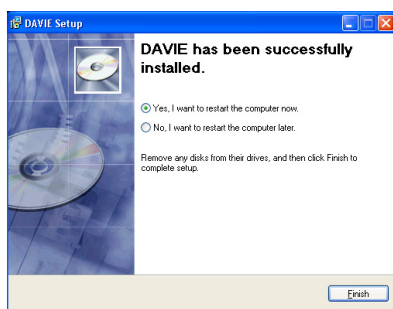 DAVIE Setup
DAVIE has been successfully
installed.
Yes, I want to restart the computer now.
No, I want to restart the computer later.
Remove any disks from their drives, and then click Finish to
complete setup.
Finish